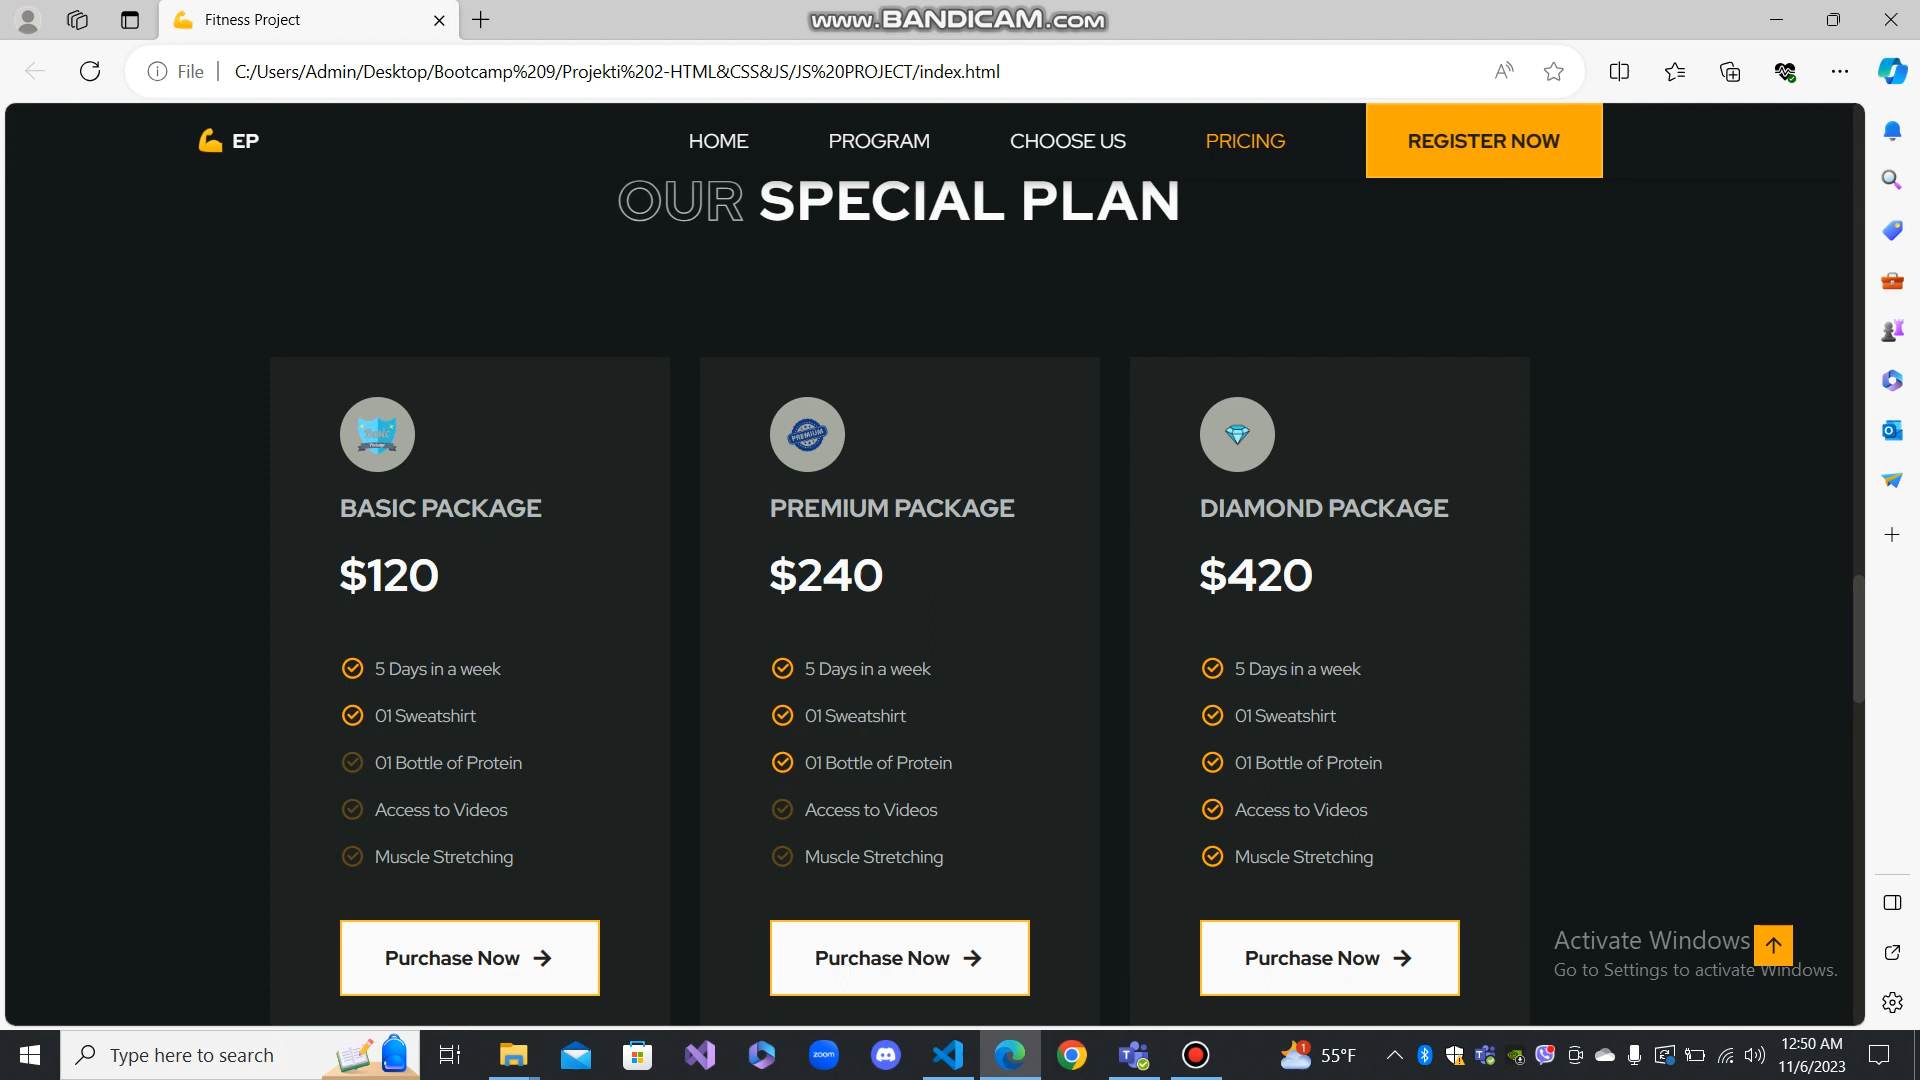 Fitness Project
www.BANDICAM.com
File
C:/Users/Admin/Desktop/Bootcamp%209/Projekti%202-HTML&CSS&JS/JS%20PROJECT/index.html
EP
HOME
PROGRAM
CHOOSE US
PRICING
REGISTER NOW
OUR SPECIAL PLAN
Basic
Package
BASIC PACKAGE
$120
5 Days in a week
01 Sweatshirt
01 Bottle of Protein
Access to Videos
Muscle Stretching
Purchase Now
PREMIUM
PREMIUM PACKAGE
$240
5 Days in a week
01 Sweatshirt
01 Bottle of Protein
Access to Videos
Muscle Stretching
Purchase Now
DIAMOND PACKAGE
$420
5 Days in a week
01 Sweatshirt
01 Bottle of Protein
Access to Videos
Muscle Stretching
Purchase Now
Activate Windows
Go to Settings to activate Windows.
Type here to search
zoom
1
55°F
12:50 AM
11/6/2023